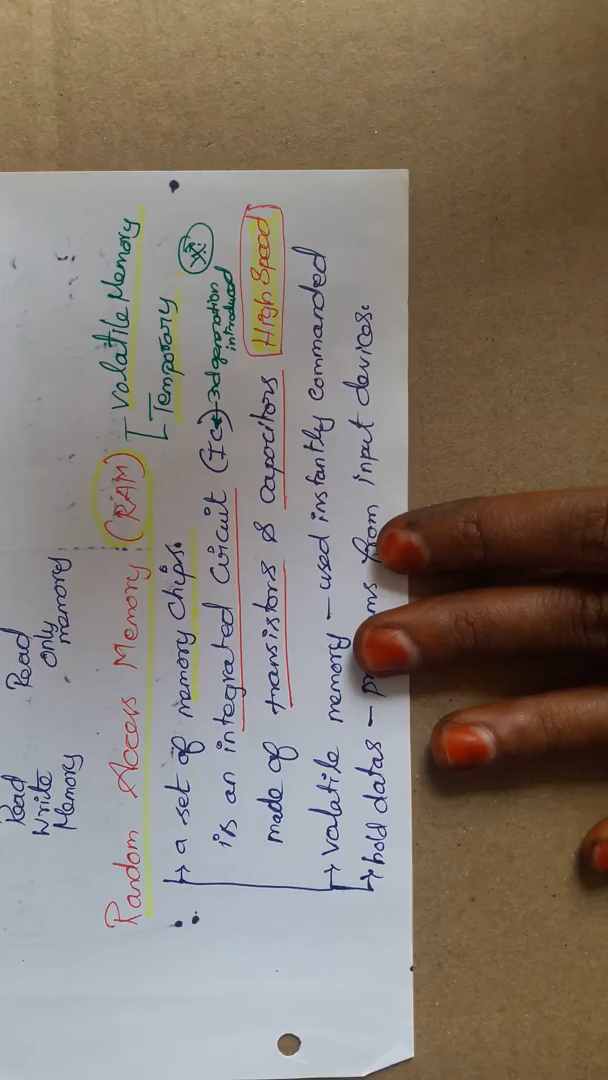 Read Write Memory
Read only memory
Random Access Memory (RAM) [ Volatile Memory
Temporary
→ a set of memory chips.
is an integrated circuit (IC) → 3rd generation introduced
made of transistors & capacitors High Speed
→ volatile memory – used instantly commanded
→ hold datas – from input devices.